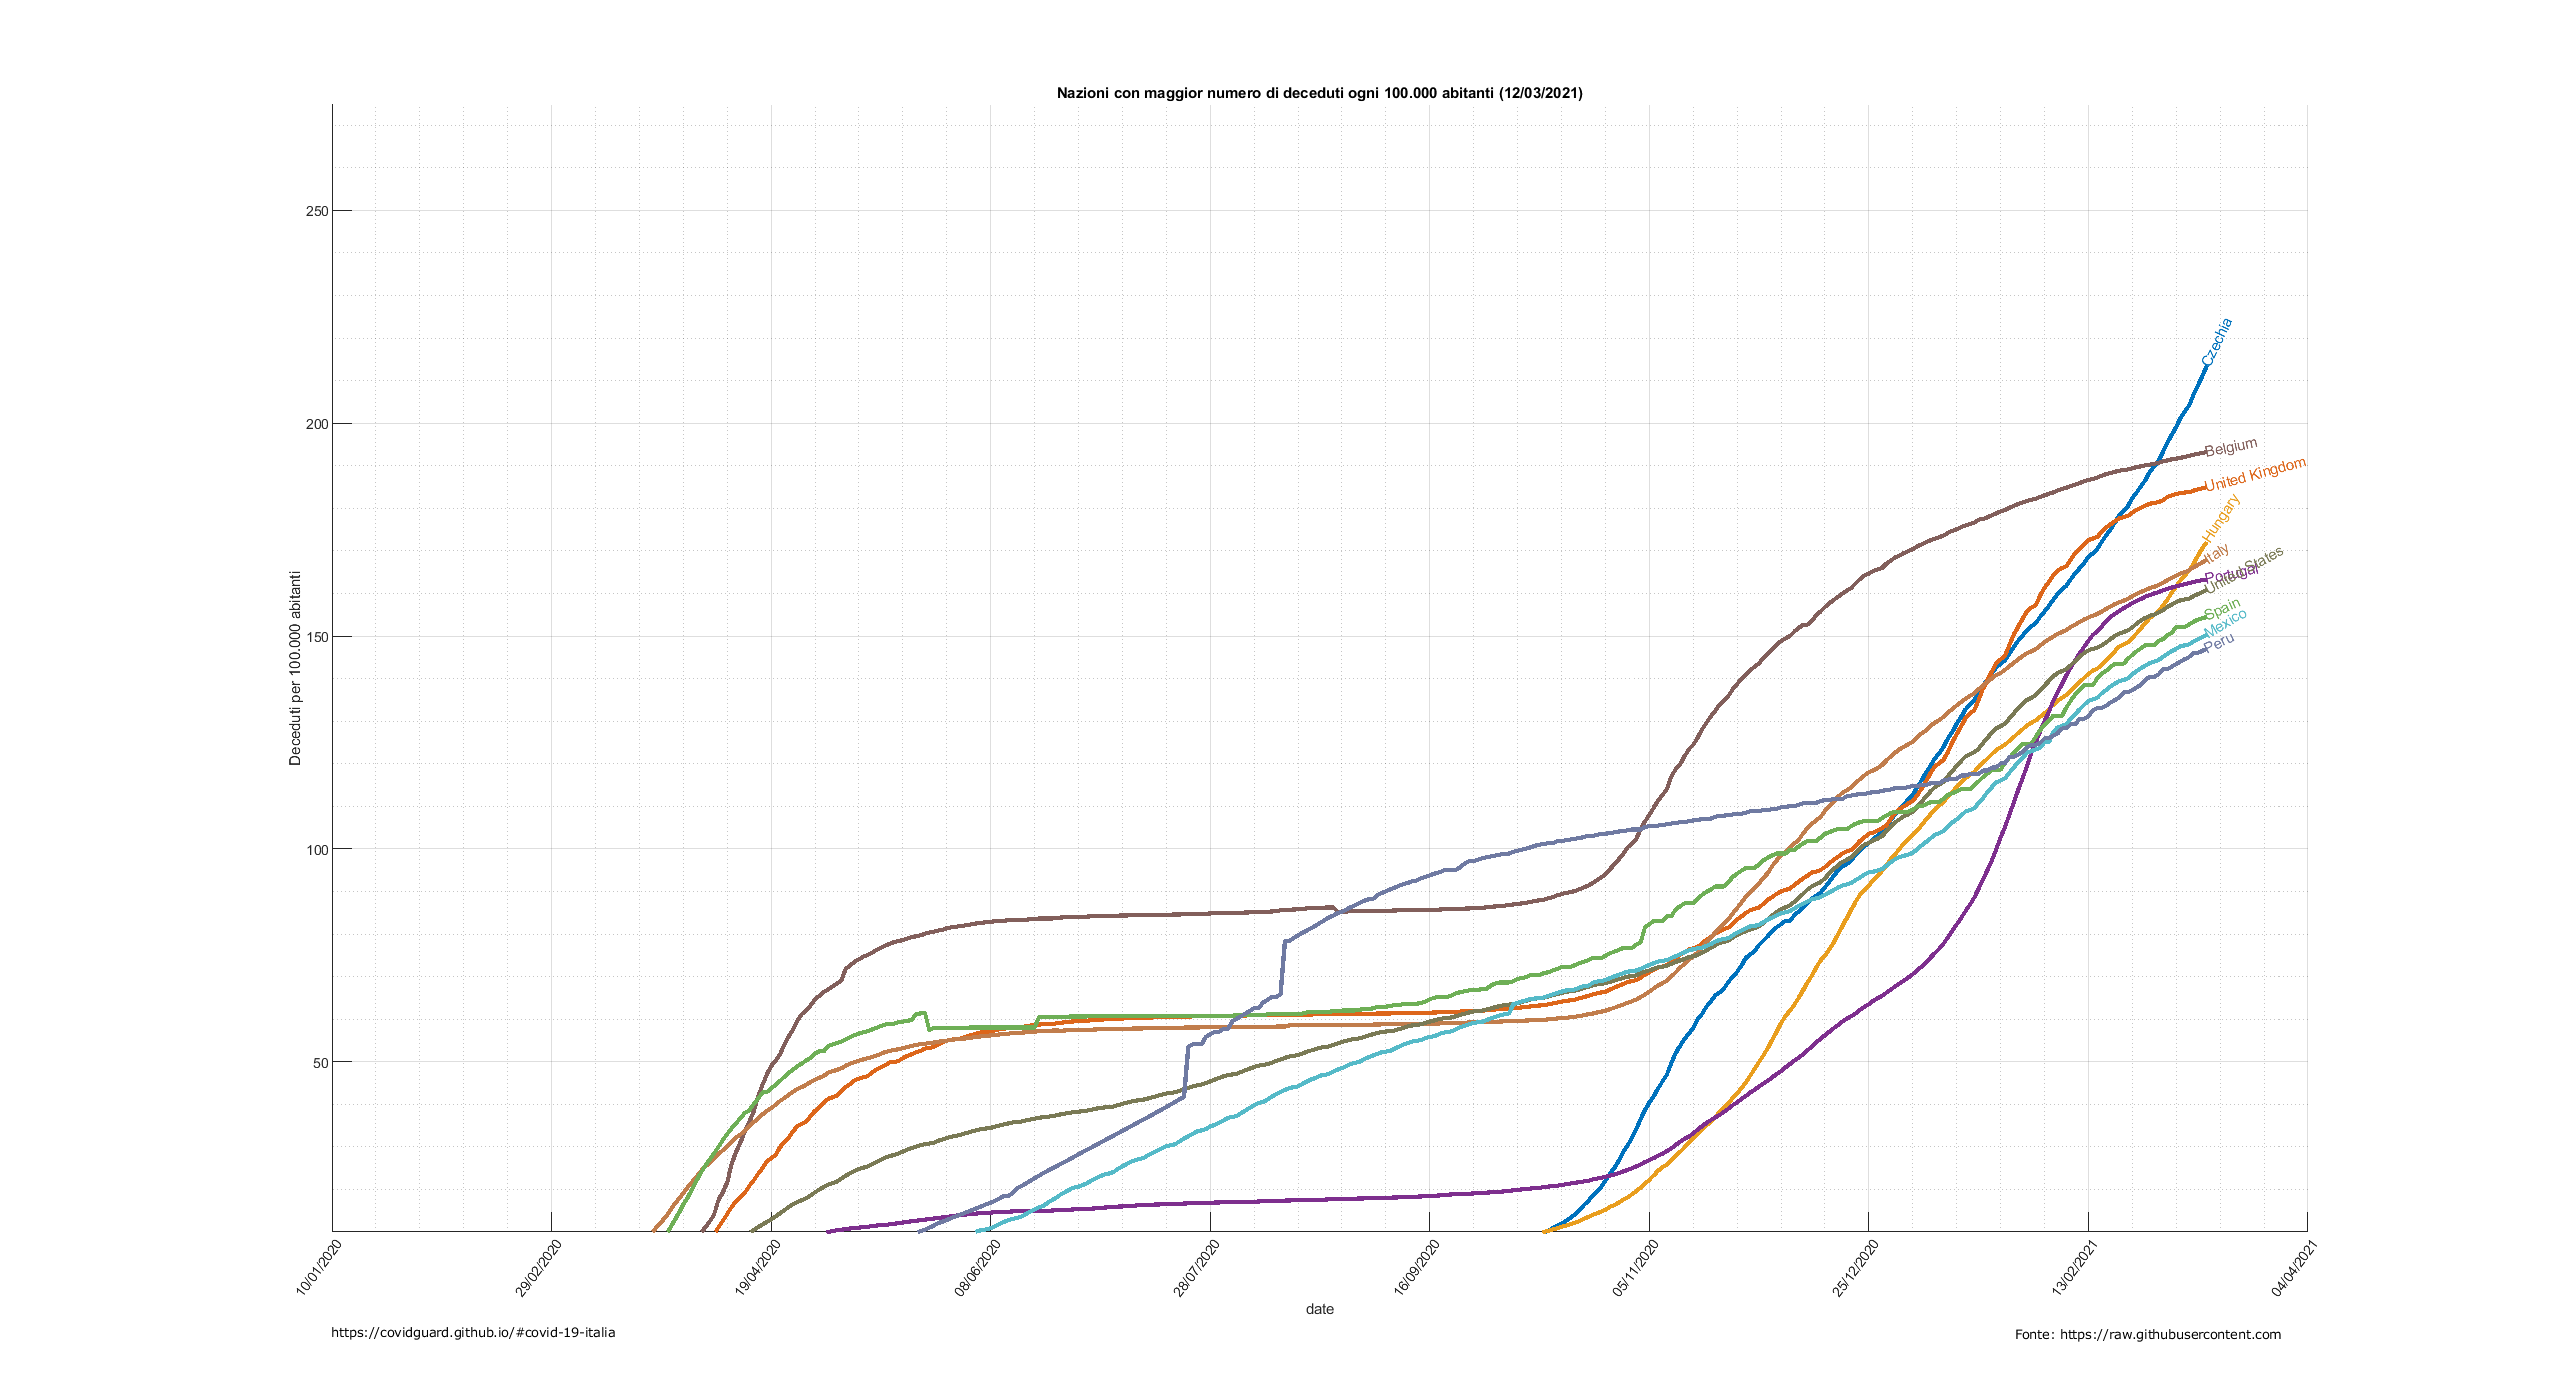 Nazioni con maggior numero di deceduti ogni 100.000 abitanti (12/03/2021)
Deceduti per 100.000 abitanti
250
200
150
100
50
Czechia
Belgium
United Kingdom
Hungary
Italy
United States
Portugal
Spain
Mexico
Peru
10/01/2020
29/02/2020
19/04/2020
08/06/2020
28/07/2020
16/09/2020
05/11/2020
25/12/2020
13/02/2021
04/04/2021
date
https://covidguard.github.io/#covid-19-italia
Fonte: https://raw.githubusercontent.com